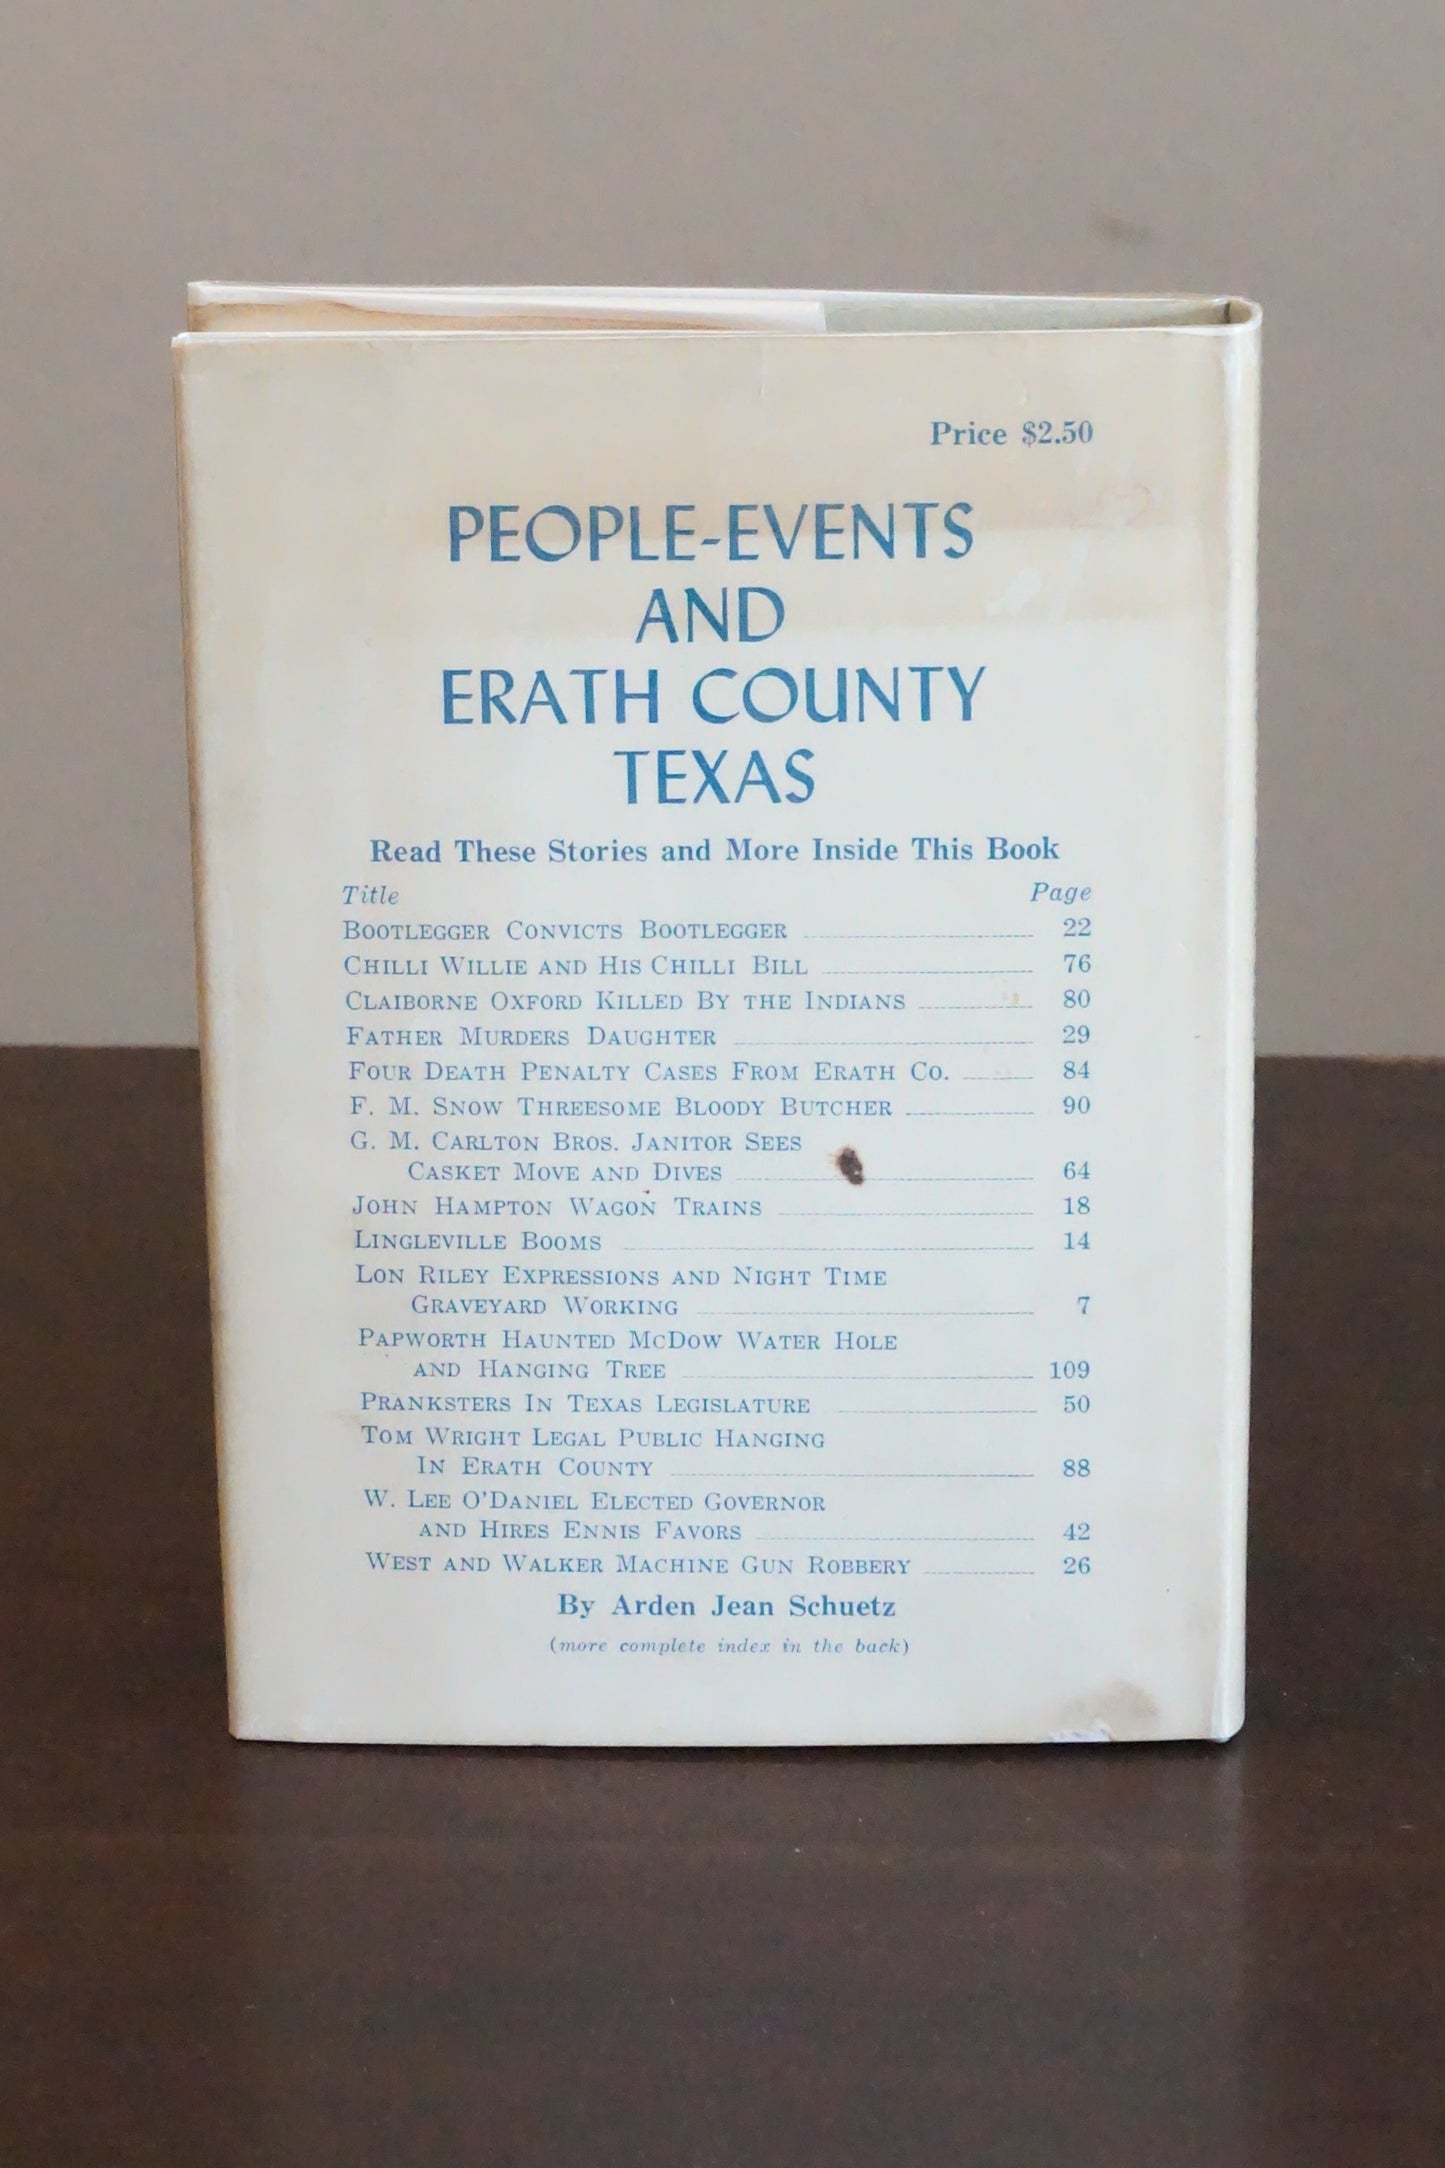 Price $2.50
PEOPLE-EVENTS
AND
ERATH COUNTY
TEXAS
Read These Stories and More Inside This Book
Title Page
BOOTLEGGER CONVICTS BOOTLEGGER 22
CHILLI WILLIE AND HIS CHILLI BILL 76
CLAIBORNE OXFORD KILLED BY THE INDIANS 80
FATHER MURDERS DAUGHTER 29
FOUR DEATH PENALTY CASES FROM ERATH CO. 84
F. M. SNOW THREESOME BLOODY BUTCHER 90
G. M. CARLTON BROS. JANITOR SEES
CASKET MOVE AND DIVES 64
JOHN HAMPTON WAGON TRAINS 18
LINGLEVILLE BOOMS 14
LON RILEY EXPRESSIONS AND NIGHT TIME
GRAVEYARD WORKING 7
PAPWORTH HAUNTED MCDOW WATER HOLE
AND HANGING TREE 109
PRANKSTERS IN TEXAS LEGISLATURE 50
TOM WRIGHT LEGAL PUBLIC HANGING
IN ERATH COUNTY 88
W. LEE O'DANIEL ELECTED GOVERNOR
AND HIRES ENNIS FAVORS 42
WEST AND WALKER MACHINE GUN ROBBERY 26
By Arden Jean Schuetz
(more complete index in the back)